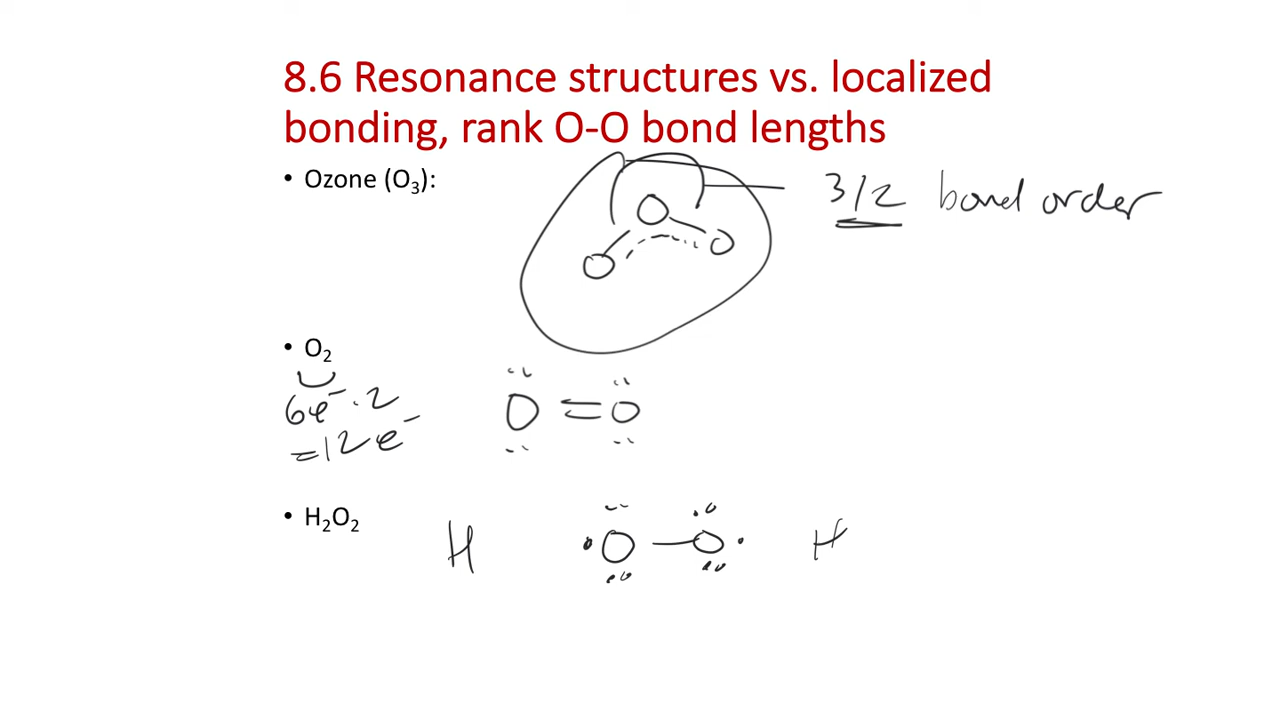 8.6 Resonance structures vs. localized
bonding, rank O-O bond lengths
• Ozone (O₃):
3/2 bond order
O
O O
• O₂
6e⁻ · 2
= 12e⁻
O = O
• H₂O₂
H O — O H